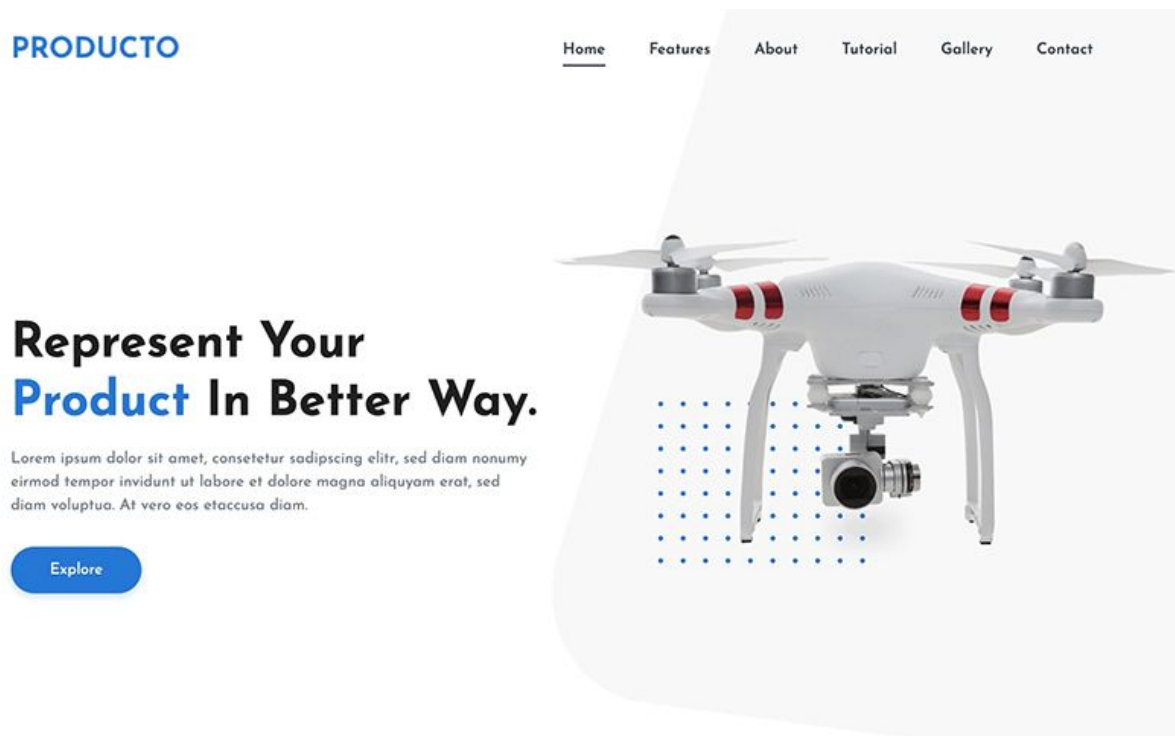 PRODUCTO
Home Features About Tutorial Gallery Contact
Represent Your
Product In Better Way.
Lorem ipsum dolor sit amet, consetetur sadipscing elitr, sed diam nonumy
eirmod tempor invidunt ut labore et dolore magna aliquyam erat, sed
diam voluptua. At vero eos etaccusa diam.
Explore